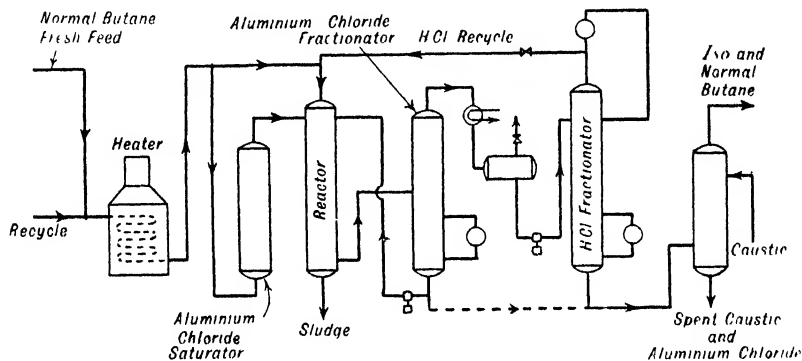 Normal Butane
Fresh Feed
Aluminium Chloride
Fractionator
HCl Recycle
Iso and
Normal
Butane
Heater
Reactor
HCl Fractionator
Recycle
Caustic
Aluminium
Chloride
Saturator
Sludge
Spent Caustic
and
Aluminium Chloride